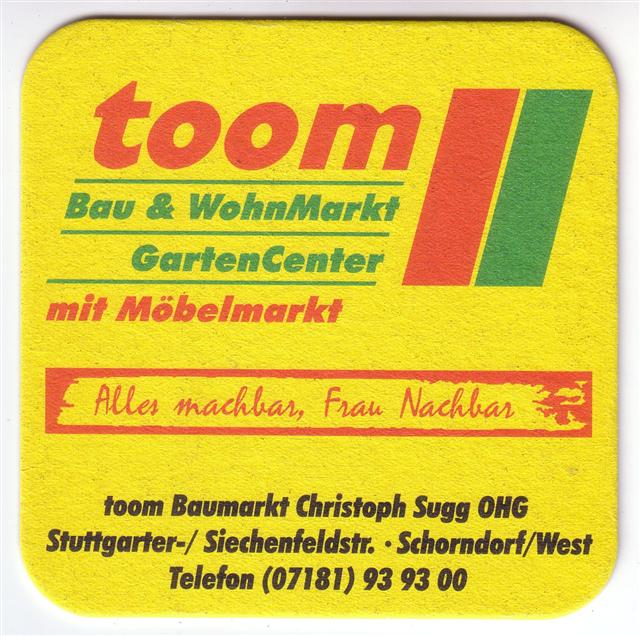 toom
Bau & WohnMarkt
GartenCenter
mit Möbelmarkt
Alles machbar, Frau Nachbar
toom Baumarkt Christoph Sugg OHG
Stuttgarter-/ Siechenfeldstr. · Schorndorf/West
Telefon (07181) 93 93 00